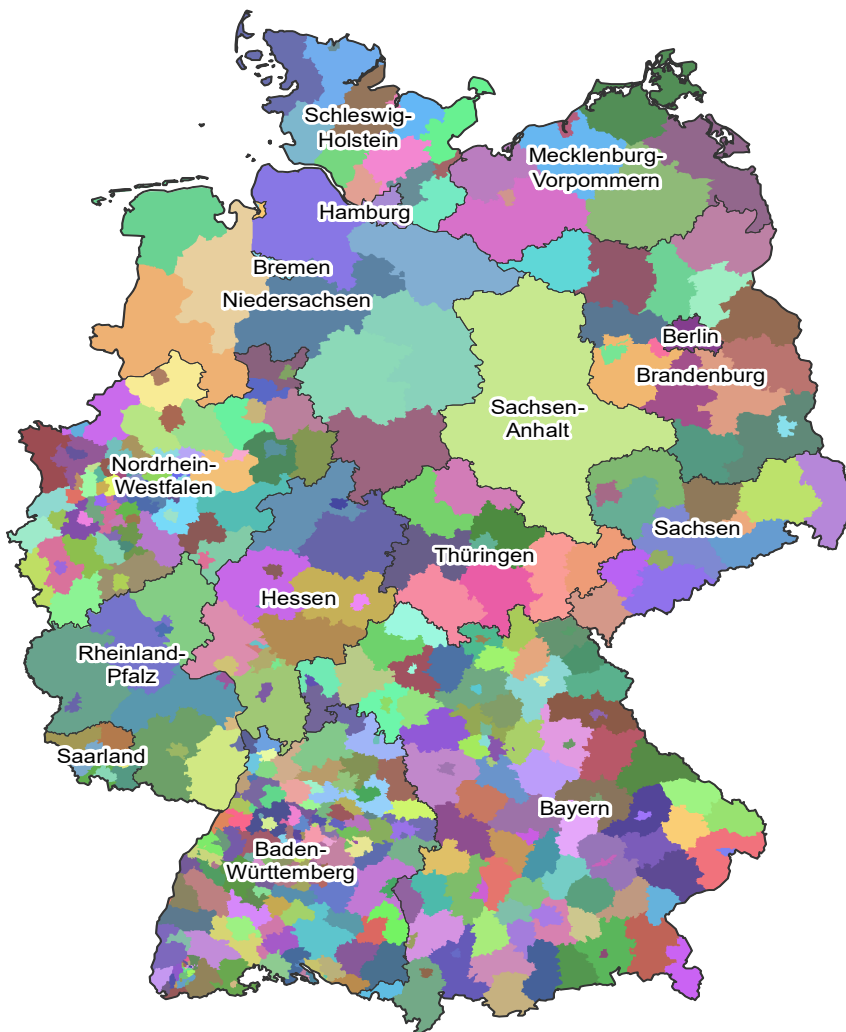 Schleswig-
Holstein
Mecklenburg-
Vorpommern
Hamburg
Bremen
Niedersachsen
Berlin
Brandenburg
Sachsen-
Anhalt
Nordrhein-
Westfalen
Sachsen
Thüringen
Hessen
Rheinland-
Pfalz
Saarland
Bayern
Baden-
Württemberg